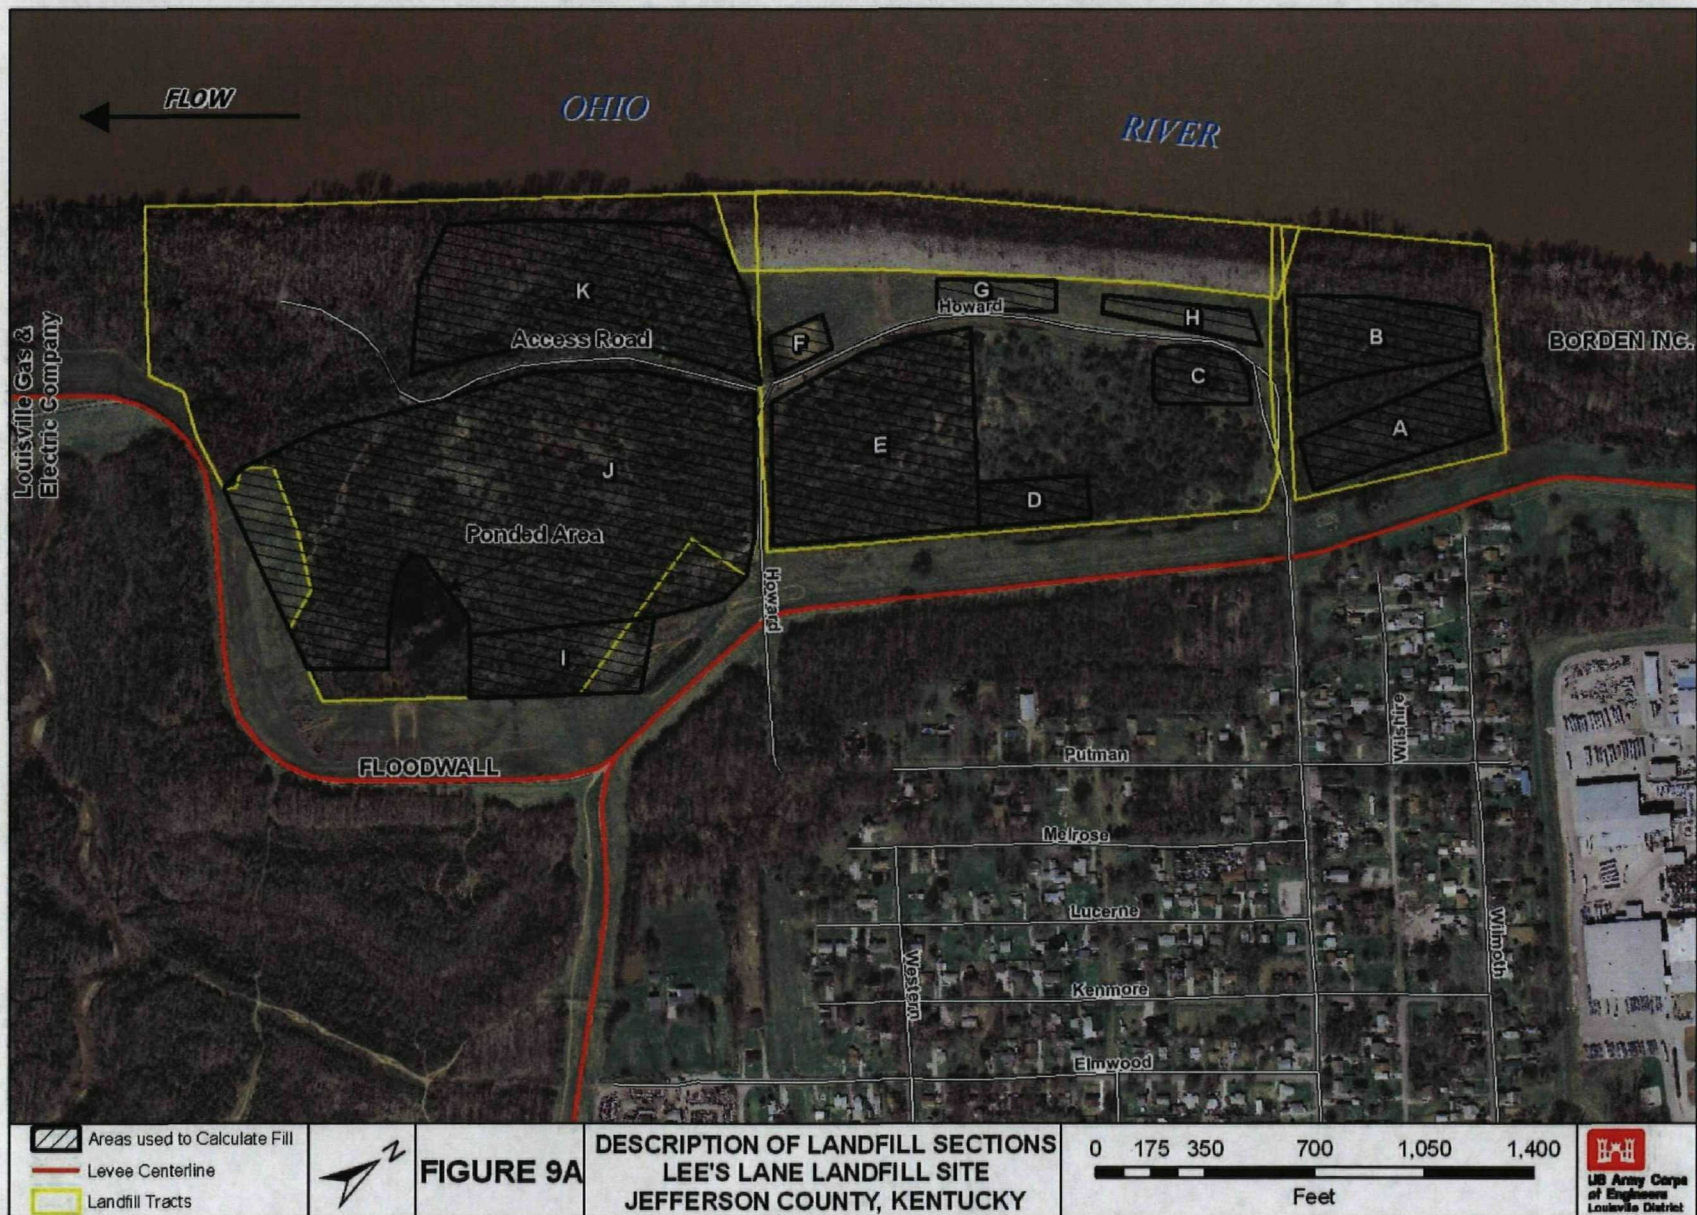 FLOW
OHIO
RIVER
K
G
Howard
H
B
BORDEN INC.
Access Road
F
C
A
Louisville Gas &
Electric Company
E
J
D
Ponded Area
Howard
I
FLOODWALL
Putman
Wilshire
Melrose
Lucerne
Western
Wilmoth
Kenmore
Elmwood
Areas used to Calculate Fill
Levee Centerline
Landfill Tracts
N
FIGURE 9A
DESCRIPTION OF LANDFILL SECTIONS
LEE'S LANE LANDFILL SITE
JEFFERSON COUNTY, KENTUCKY
0 175 350 700 1,050 1,400
Feet
US Army Corps
of Engineers
Louisville District